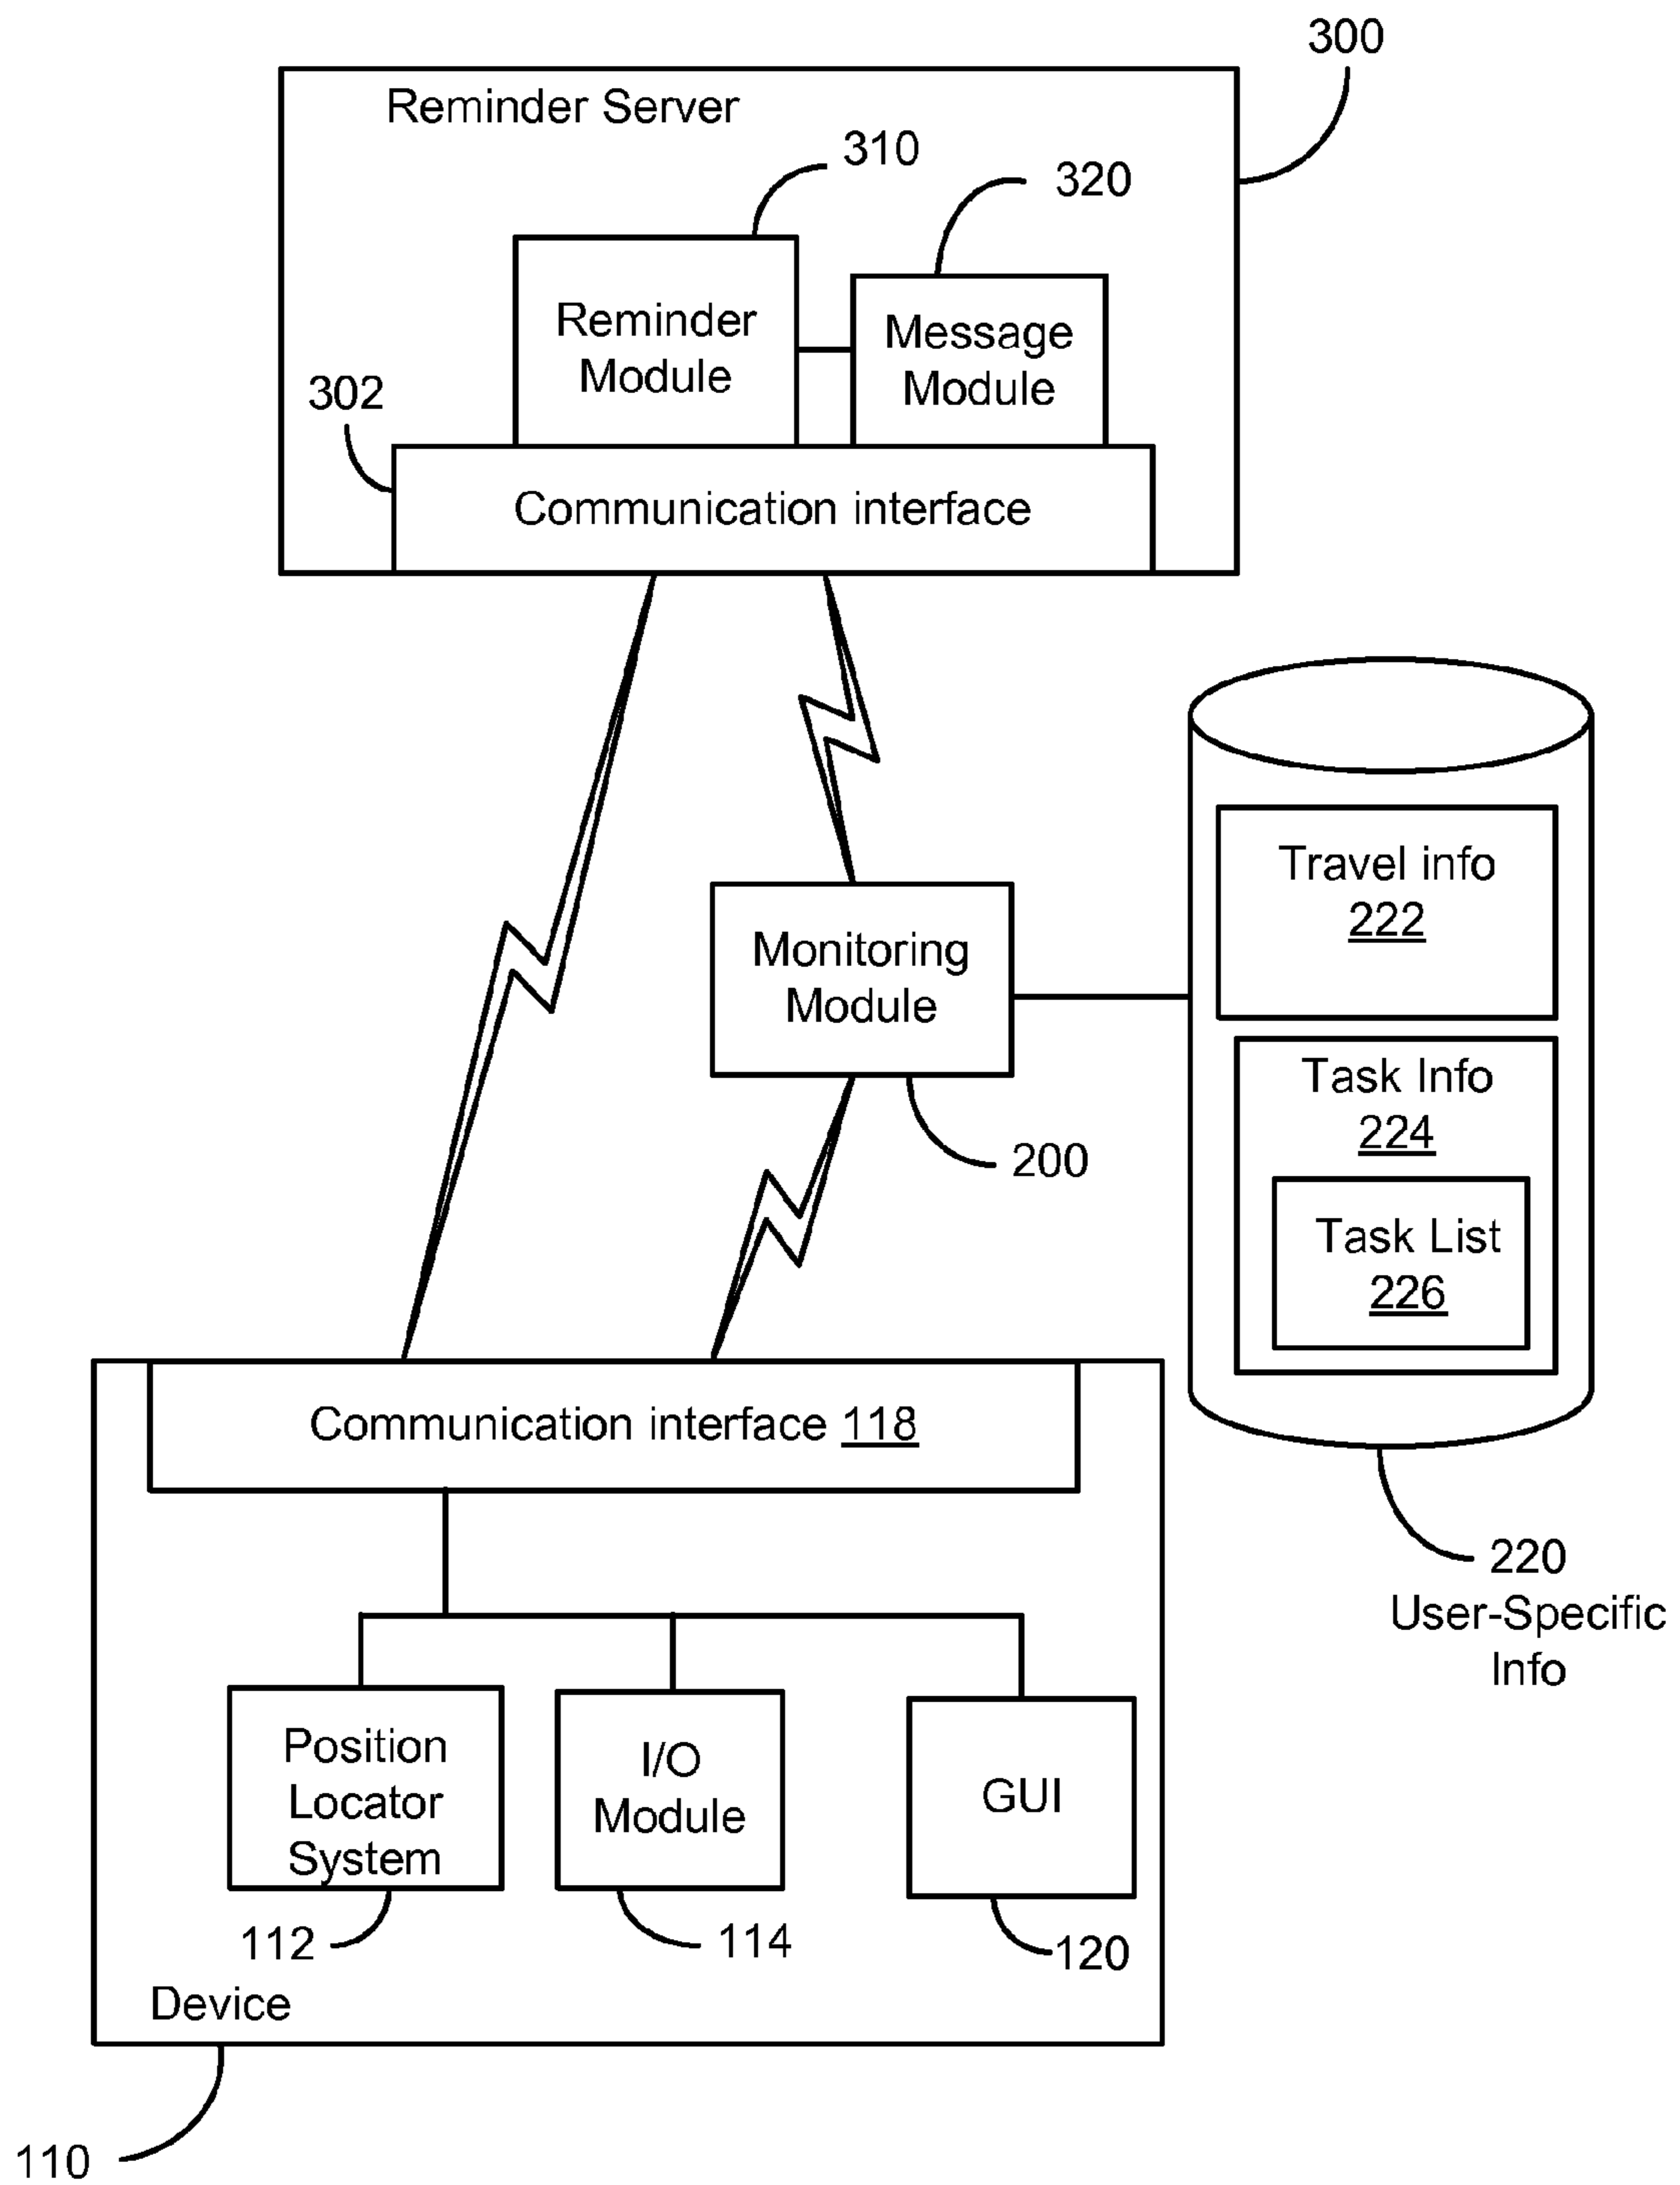 300
Reminder Server
310
320
Reminder
Module
Message
Module
302
Communication interface
Travel info
222
Monitoring
Module
Task Info
224
200
Task List
226
Communication interface 118
220
User-Specific
Info
Position
Locator
System
I/O
Module
GUI
112
114
120
Device
110